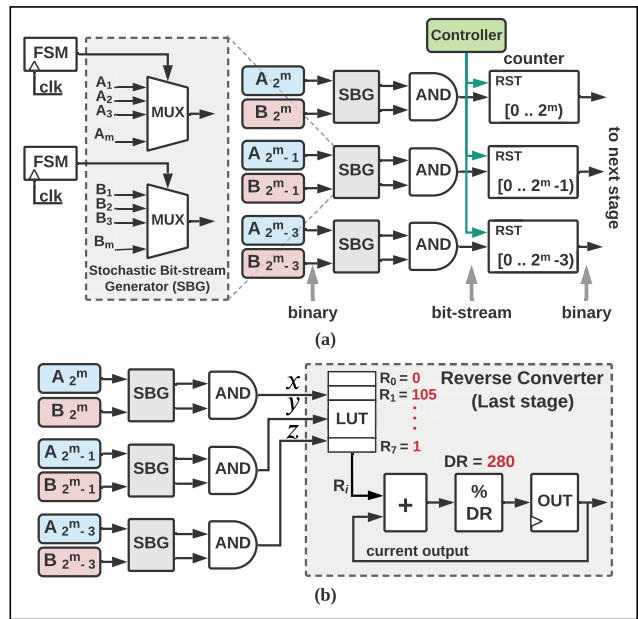 FSM
clk
A₁
A₂
A₃
Aₘ
MUX
FSM
clk
B₁
B₂
B₃
Bₘ
MUX
Stochastic Bit-stream
Generator (SBG)
A 2ᵐ
B 2ᵐ
SBG
AND
A 2ᵐ-1
B 2ᵐ-1
SBG
AND
A 2ᵐ-3
B 2ᵐ-3
SBG
AND
Controller
counter
RST
[0 .. 2ᵐ)
RST
[0 .. 2ᵐ -1)
RST
[0 .. 2ᵐ -3)
to next stage
binary
bit-stream
binary
(a)
A 2ᵐ
B 2ᵐ
SBG
AND
x
A 2ᵐ-1
B 2ᵐ-1
SBG
AND
y
A 2ᵐ-3
B 2ᵐ-3
SBG
AND
z
LUT
R₀ = 0
R₁ = 105
R₇ = 1
Reverse Converter
(Last stage)
Rᵢ
DR = 280
+
%
DR
OUT
current output
(b)